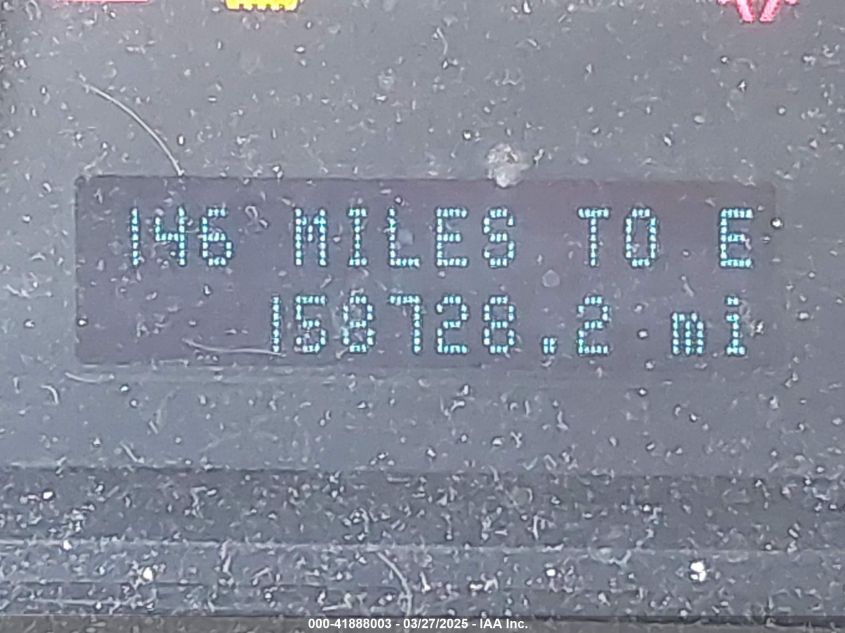 146 MILES TO E
158728.2 mi
000-41888003 - 03/27/2025 - IAA Inc.